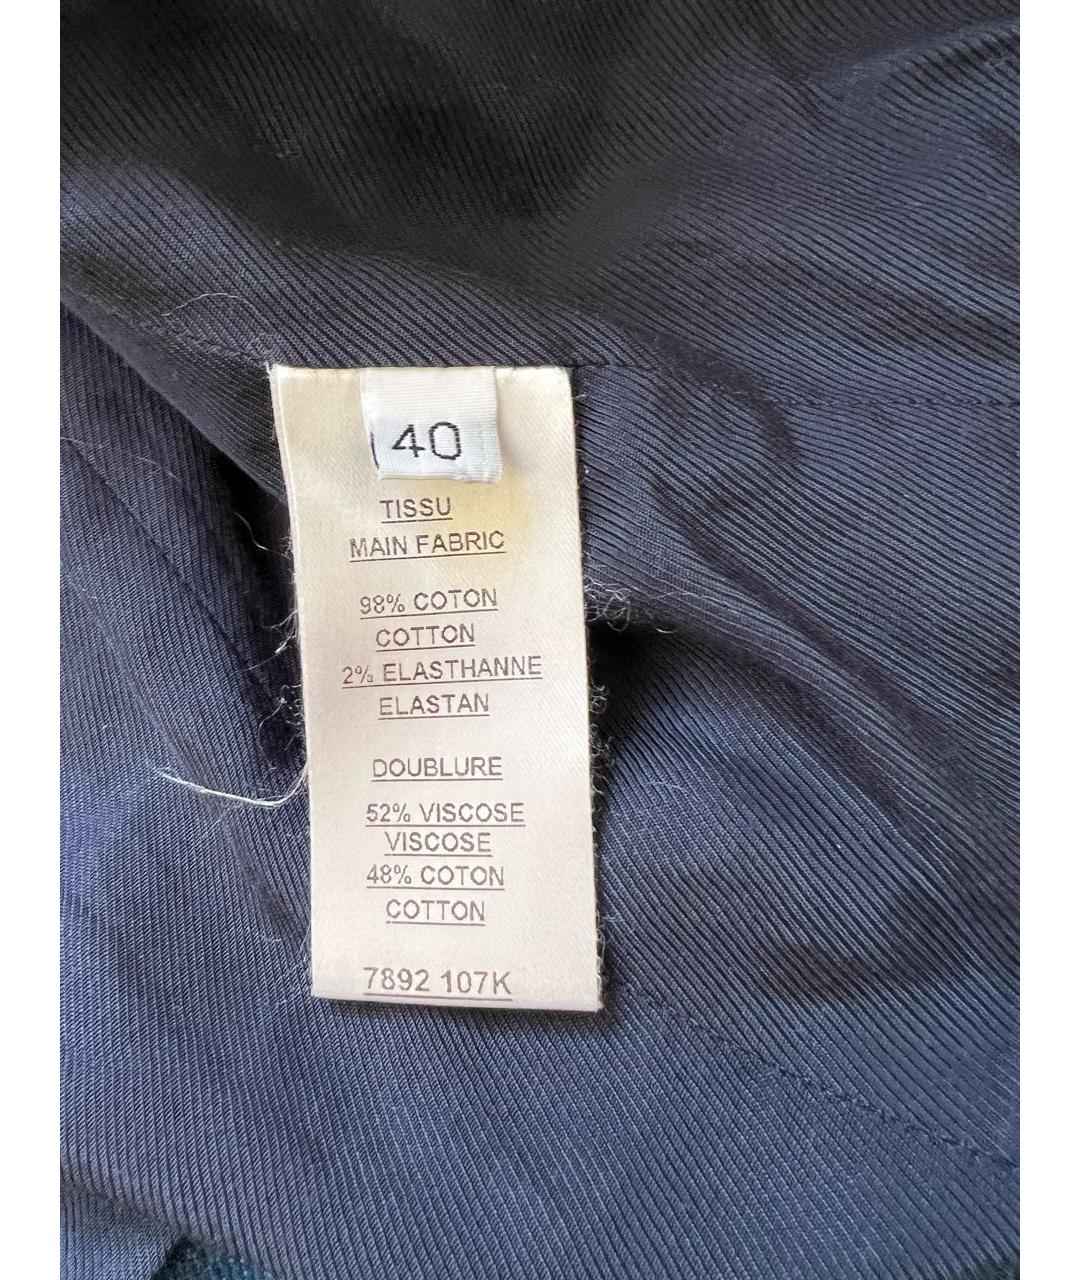 40
TISSU
MAIN FABRIC
98% COTON
COTTON
2% ELASTHANNE
ELASTAN
DOUBLURE
52% VISCOSE
VISCOSE
48% COTON
COTTON
7892 107K